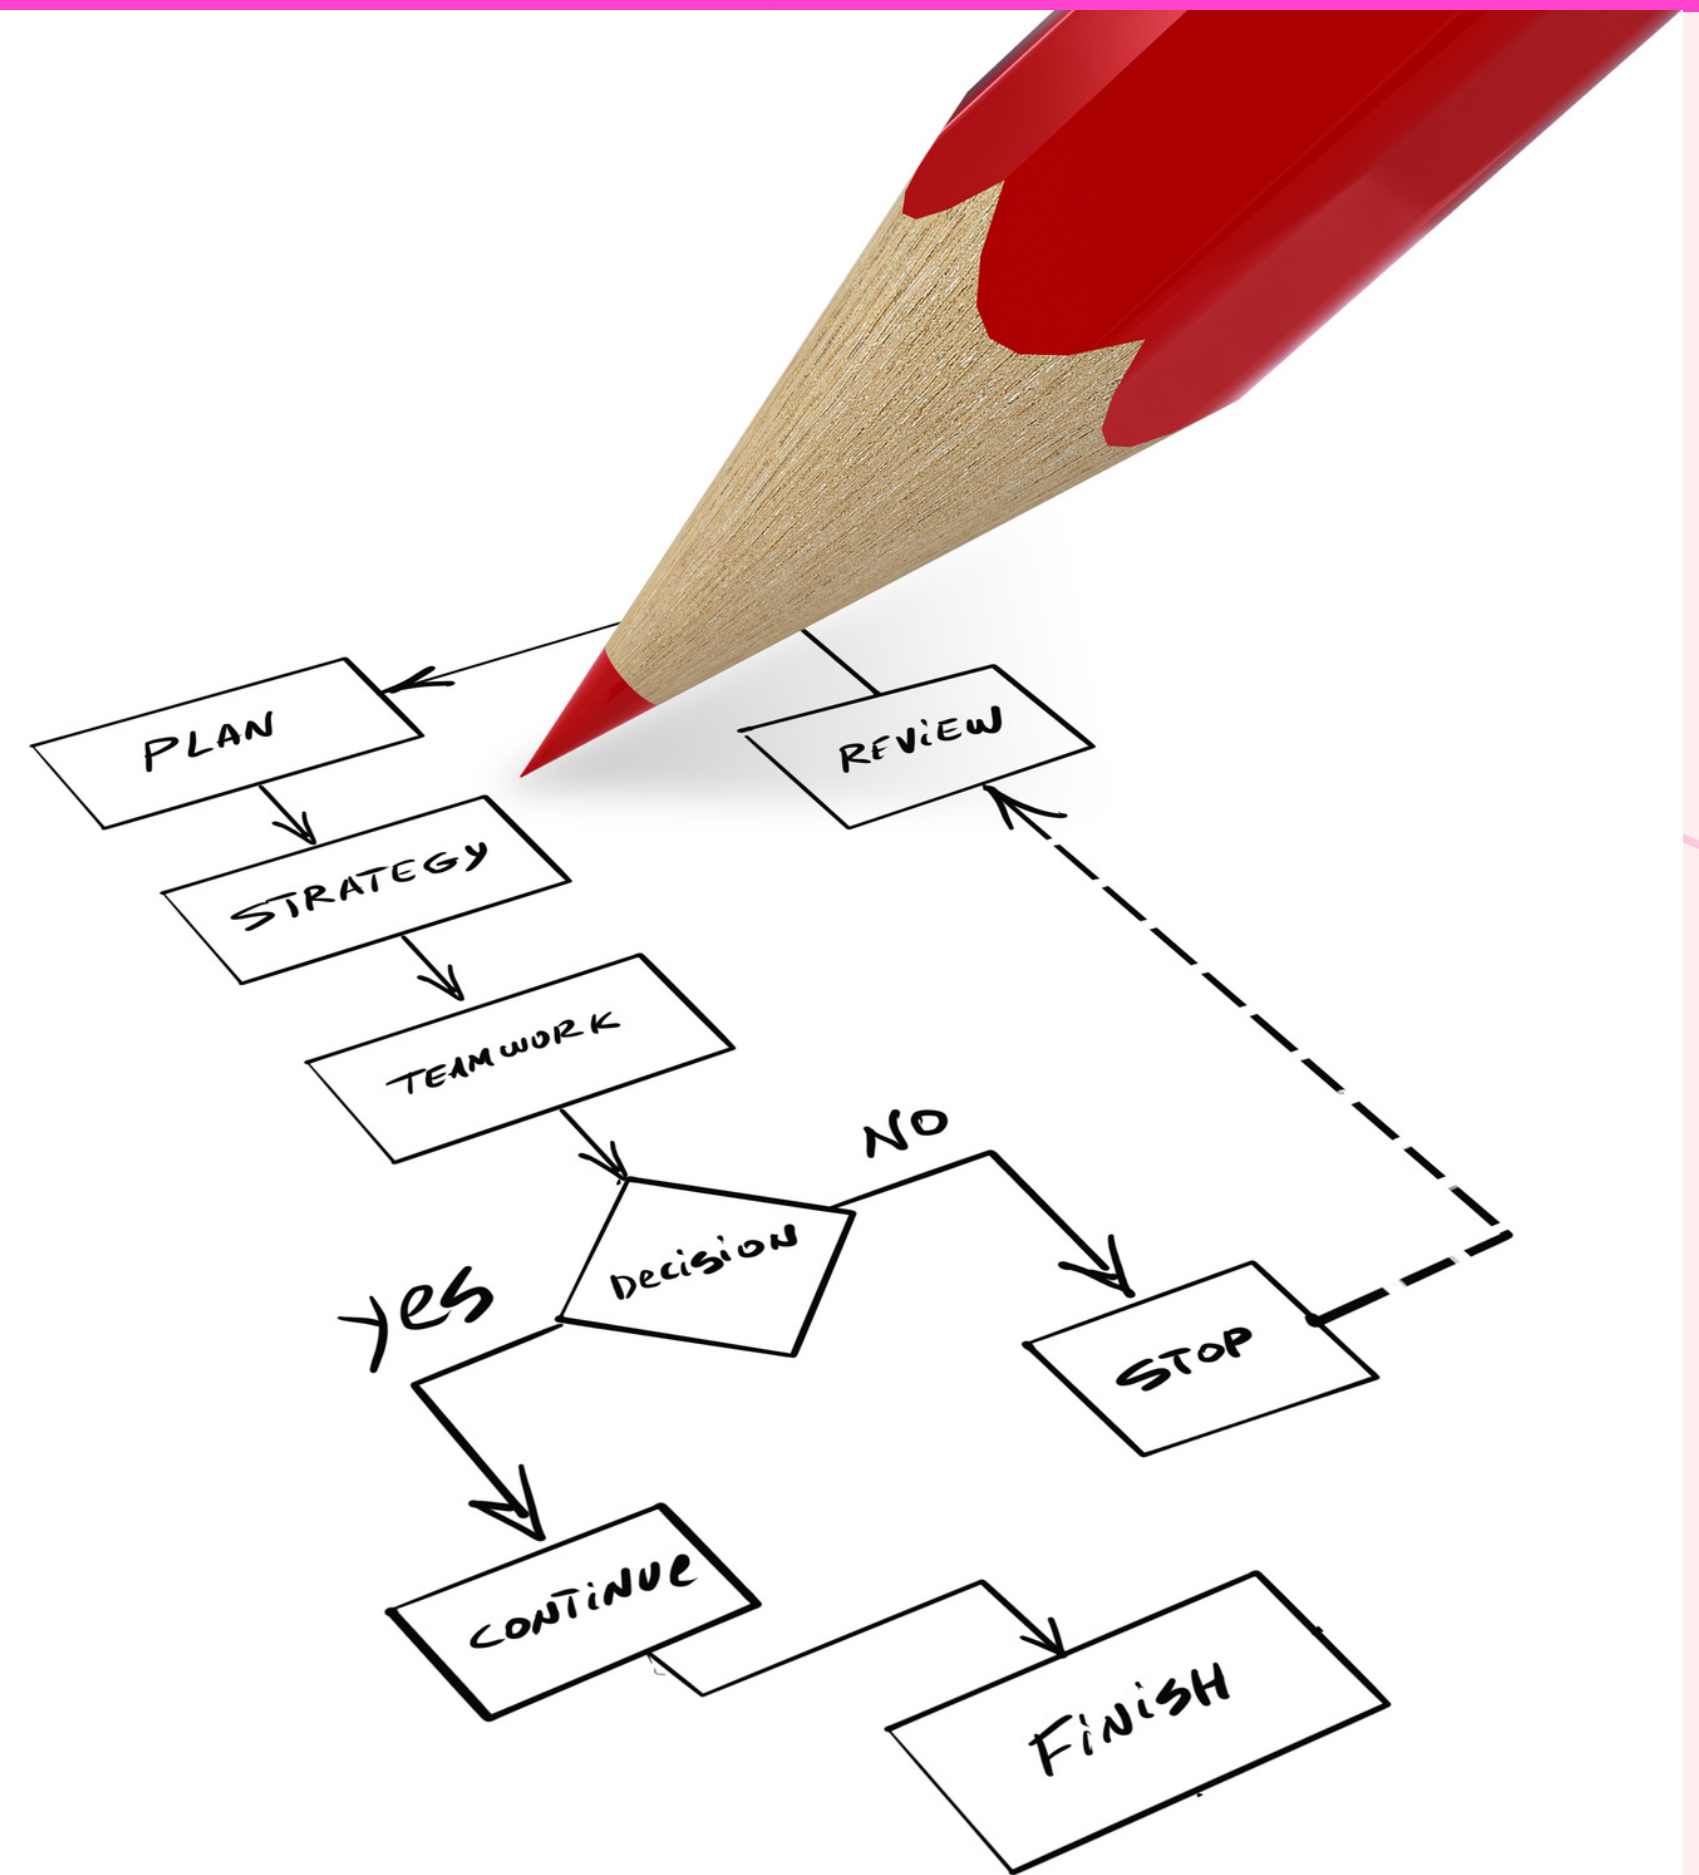 PLAN
REVIEW
STRATEGY
TEAMWORK
NO
Decision
yes
STOP
CONTINUE
FINISH